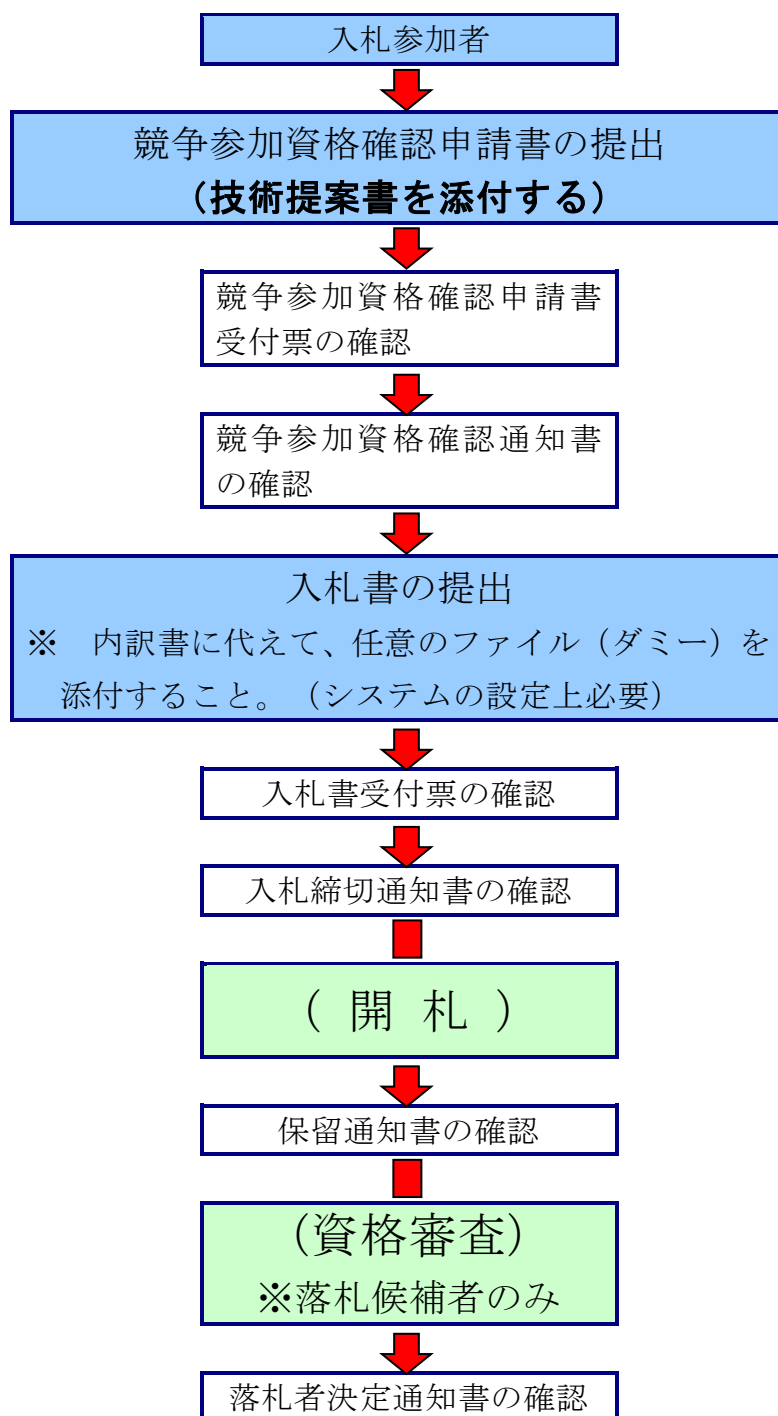 入札参加者
競争参加資格確認申請書の提出
（技術提案書を添付する）
競争参加資格確認申請書
受付票の確認
競争参加資格確認通知書
の確認
入札書の提出
※　内訳書に代えて、任意のファイル（ダミー）を
添付すること。（システムの設定上必要）
入札書受付票の確認
入札締切通知書の確認
（ 開 札 ）
保留通知書の確認
（資格審査）
※落札候補者のみ
落札者決定通知書の確認